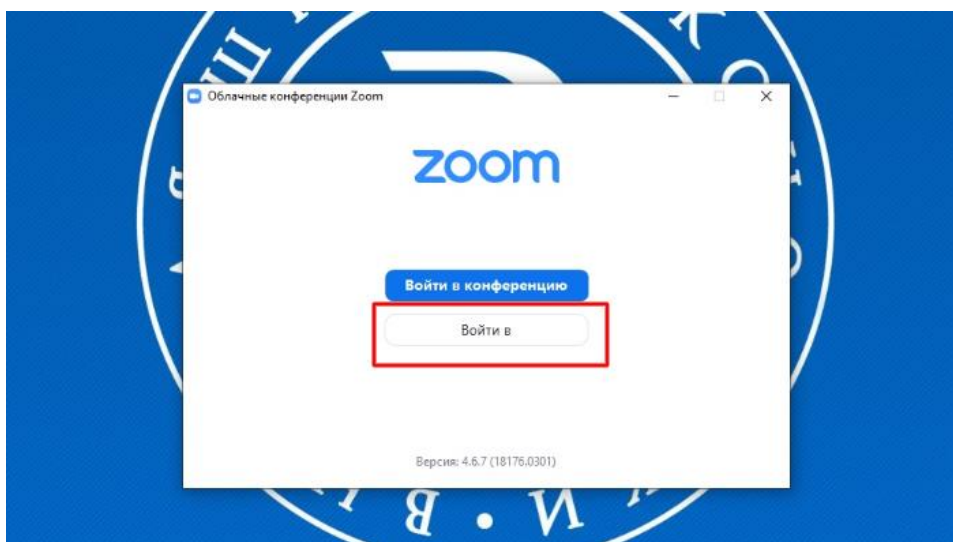 Облачные конференции Zoom
zoom
Войти в конференцию
Войти в
Версия: 4.6.7 (18176.0301)